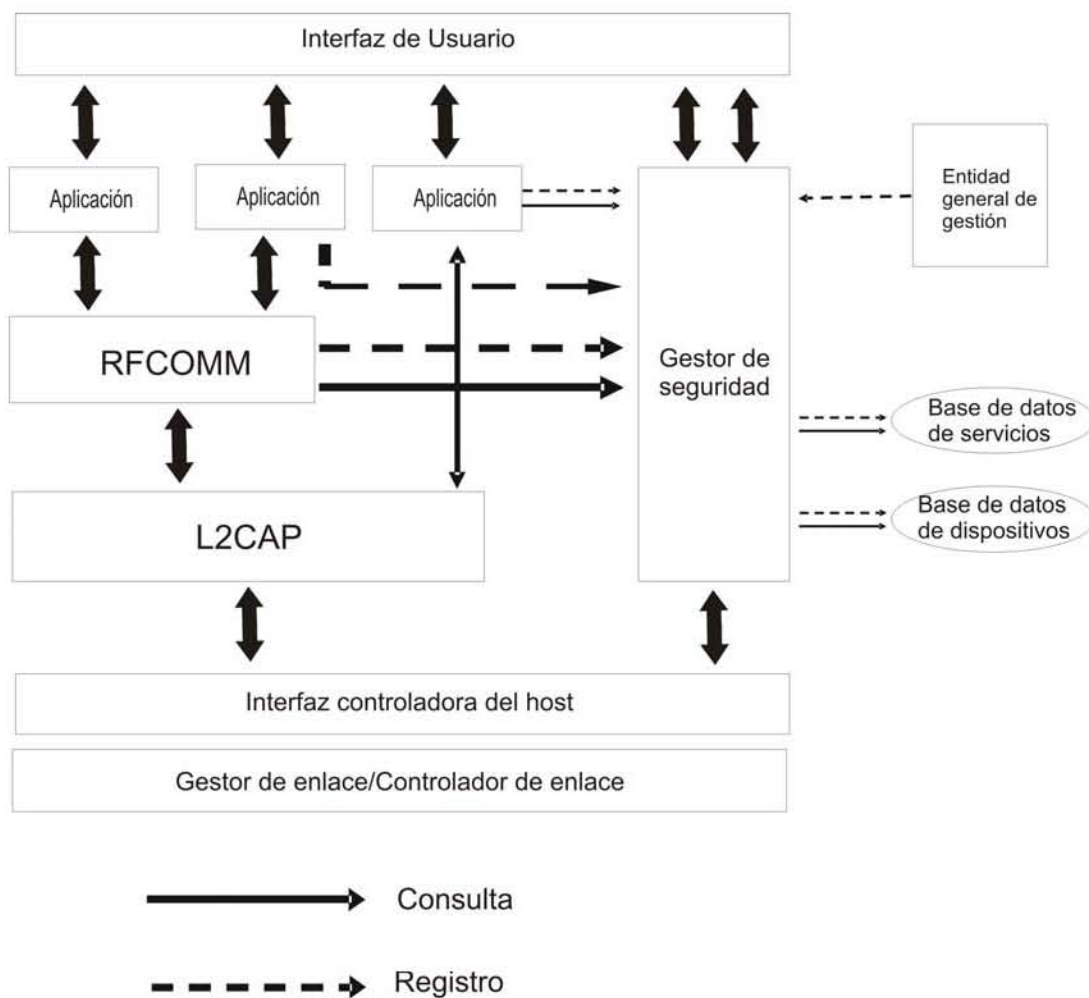 Interfaz de Usuario
Aplicación
Aplicación
Aplicación
Entidad
general de
gestión
RFCOMM
Gestor de
seguridad
Base de datos
de servicios
L2CAP
Base de datos
de dispositivos
Interfaz controladora del host
Gestor de enlace/Controlador de enlace
Consulta
Registro